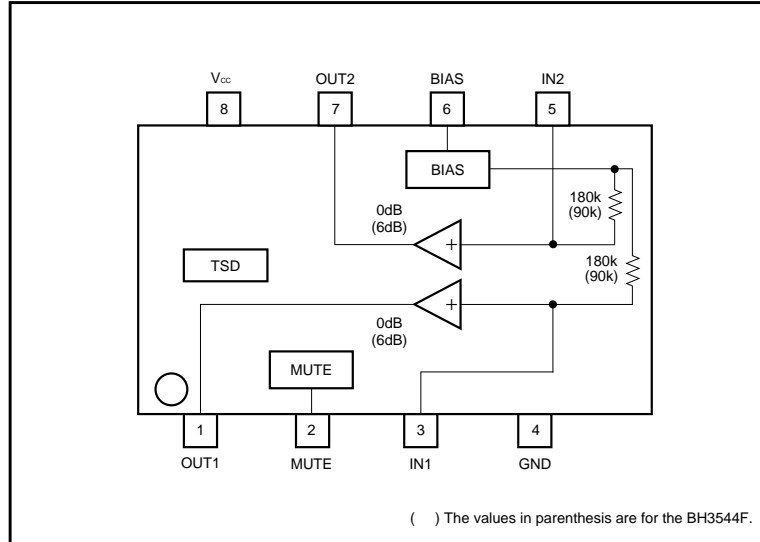 Vcc OUT2 BIAS IN2
8 7 6 5
BIAS
180k
(90k)
0dB
(6dB)
+
180k
(90k)
TSD
+
0dB
(6dB)
MUTE
1 2 3 4
OUT1 MUTE IN1 GND
( ) The values in parenthesis are for the BH3544F.